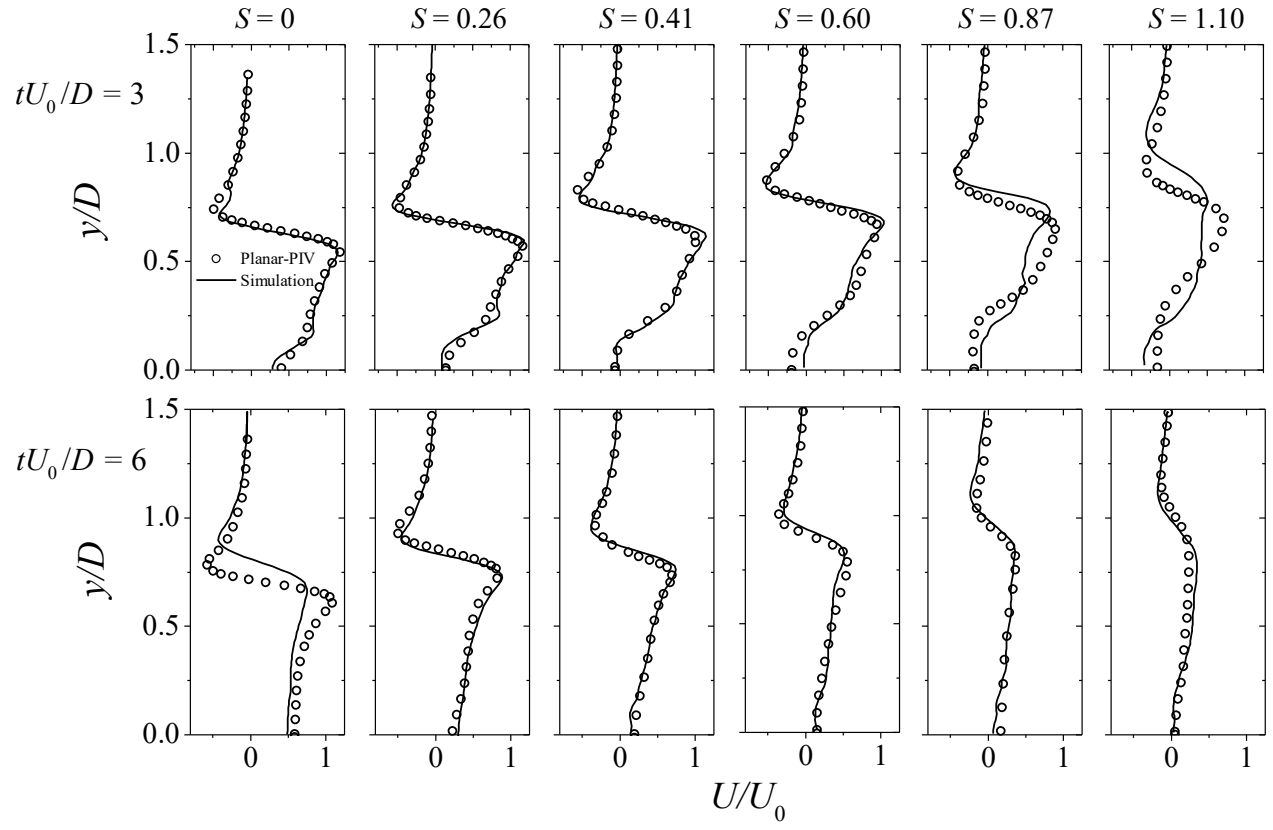 S = 0 S = 0.26 S = 0.41 S = 0.60 S = 0.87 S = 1.10
1.5
tU₀/D = 3
1.0
y/D
0.5
Planar-PIV
Simulation
0.0
1.5
tU₀/D = 6
1.0
y/D
0.5
0.0
0 1 0 1 0 1 0 1 0 1 0 1
U/U₀